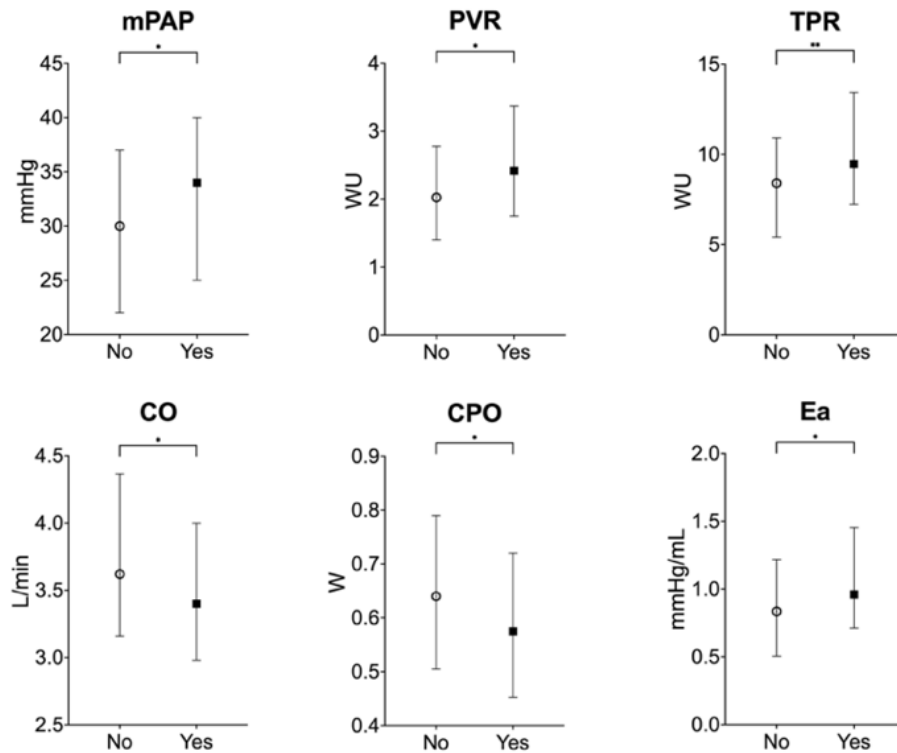 mPAP
*
45
40
35
30
25
20
mmHg
No Yes
PVR
*
4
3
2
1
0
WU
No Yes
TPR
**
15
10
5
0
WU
No Yes
CO
*
4.5
4.0
3.5
3.0
2.5
L/min
No Yes
CPO
*
0.9
0.8
0.7
0.6
0.5
0.4
W
No Yes
Ea
*
2.0
1.5
1.0
0.5
0.0
mmHg/mL
No Yes